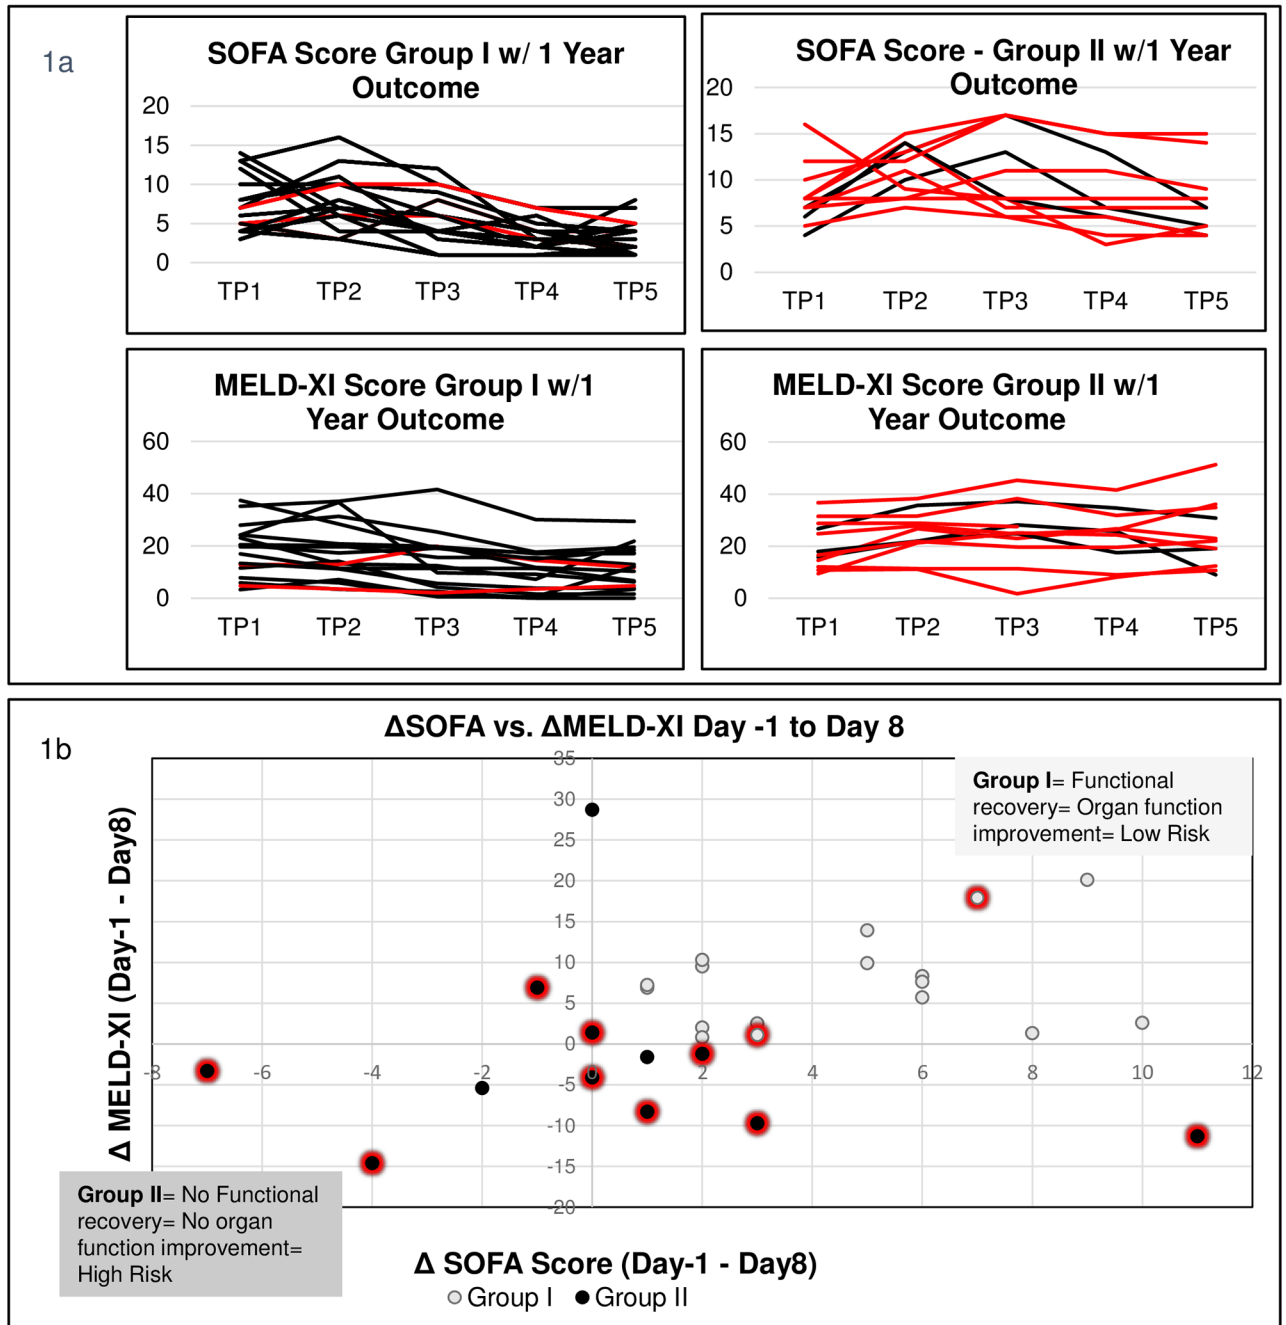 1a
SOFA Score Group I w/ 1 Year
Outcome
20
15
10
5
0
TP1 TP2 TP3 TP4 TP5
SOFA Score - Group II w/1 Year
Outcome
20
15
10
5
0
TP1 TP2 TP3 TP4 TP5
MELD-XI Score Group I w/1
Year Outcome
60
40
20
0
TP1 TP2 TP3 TP4 TP5
MELD-XI Score Group II w/1
Year Outcome
60
40
20
0
TP1 TP2 TP3 TP4 TP5
1b
ΔSOFA vs. ΔMELD-XI Day -1 to Day 8
Δ MELD-XI (Day-1 - Day8)
35
30
25
20
15
10
5
0
-5
-10
-15
-20
-8 -6 -4 -2 0 2 4 6 8 10 12
Group I= Functional
recovery= Organ function
improvement= Low Risk
Group II= No Functional
recovery= No organ
function improvement=
High Risk
Δ SOFA Score (Day-1 - Day8)
Group I Group II